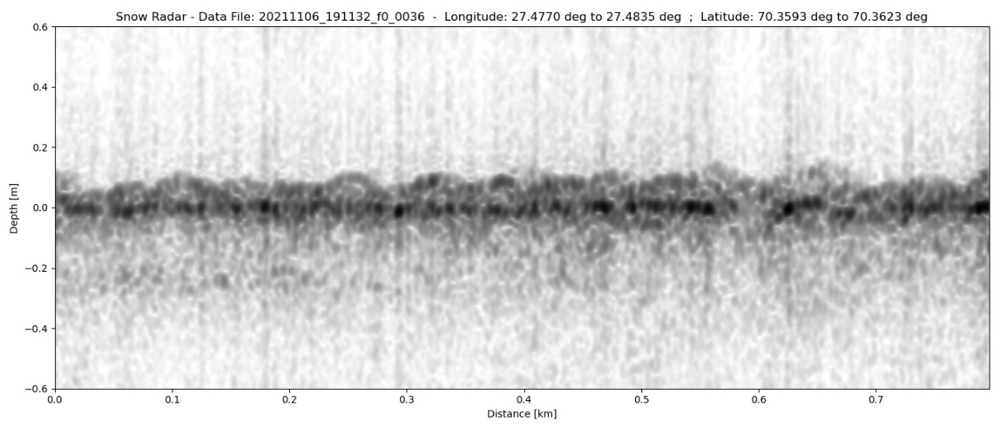 Snow Radar - Data File: 20211106_191132_f0_0036  -  Longitude: 27.4770 deg to 27.4835 deg  ;  Latitude: 70.3593 deg to 70.3623 deg
0.6
0.4
0.2
0.0
−0.2
−0.4
−0.6
Depth [m]
0.0 0.1 0.2 0.3 0.4 0.5 0.6 0.7
Distance [km]